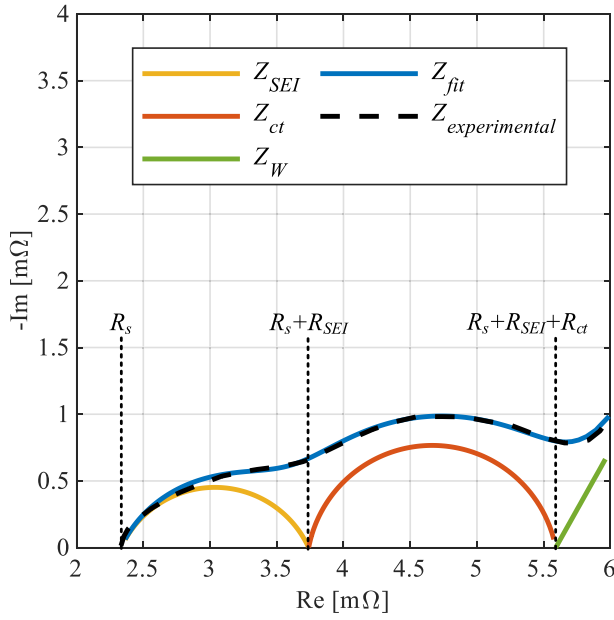 4
3.5
3
2.5
2
1.5
1
0.5
0
-Im [mΩ]
Z_SEI Z_fit
Z_ct Z_experimental
Z_W
R_s R_s+R_SEI R_s+R_SEI+R_ct
2 2.5 3 3.5 4 4.5 5 5.5 6
Re [mΩ]